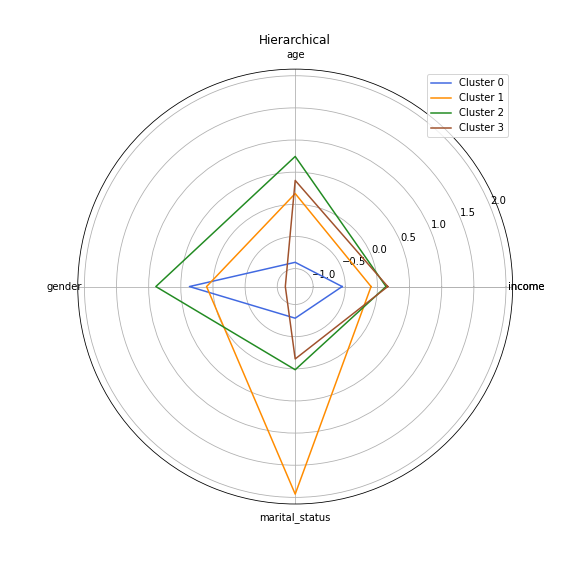 Hierarchical
age
Cluster 0
Cluster 1
Cluster 2
Cluster 3
2.0
1.5
1.0
0.5
0.0
−0.5
−1.0
gender
income
marital_status